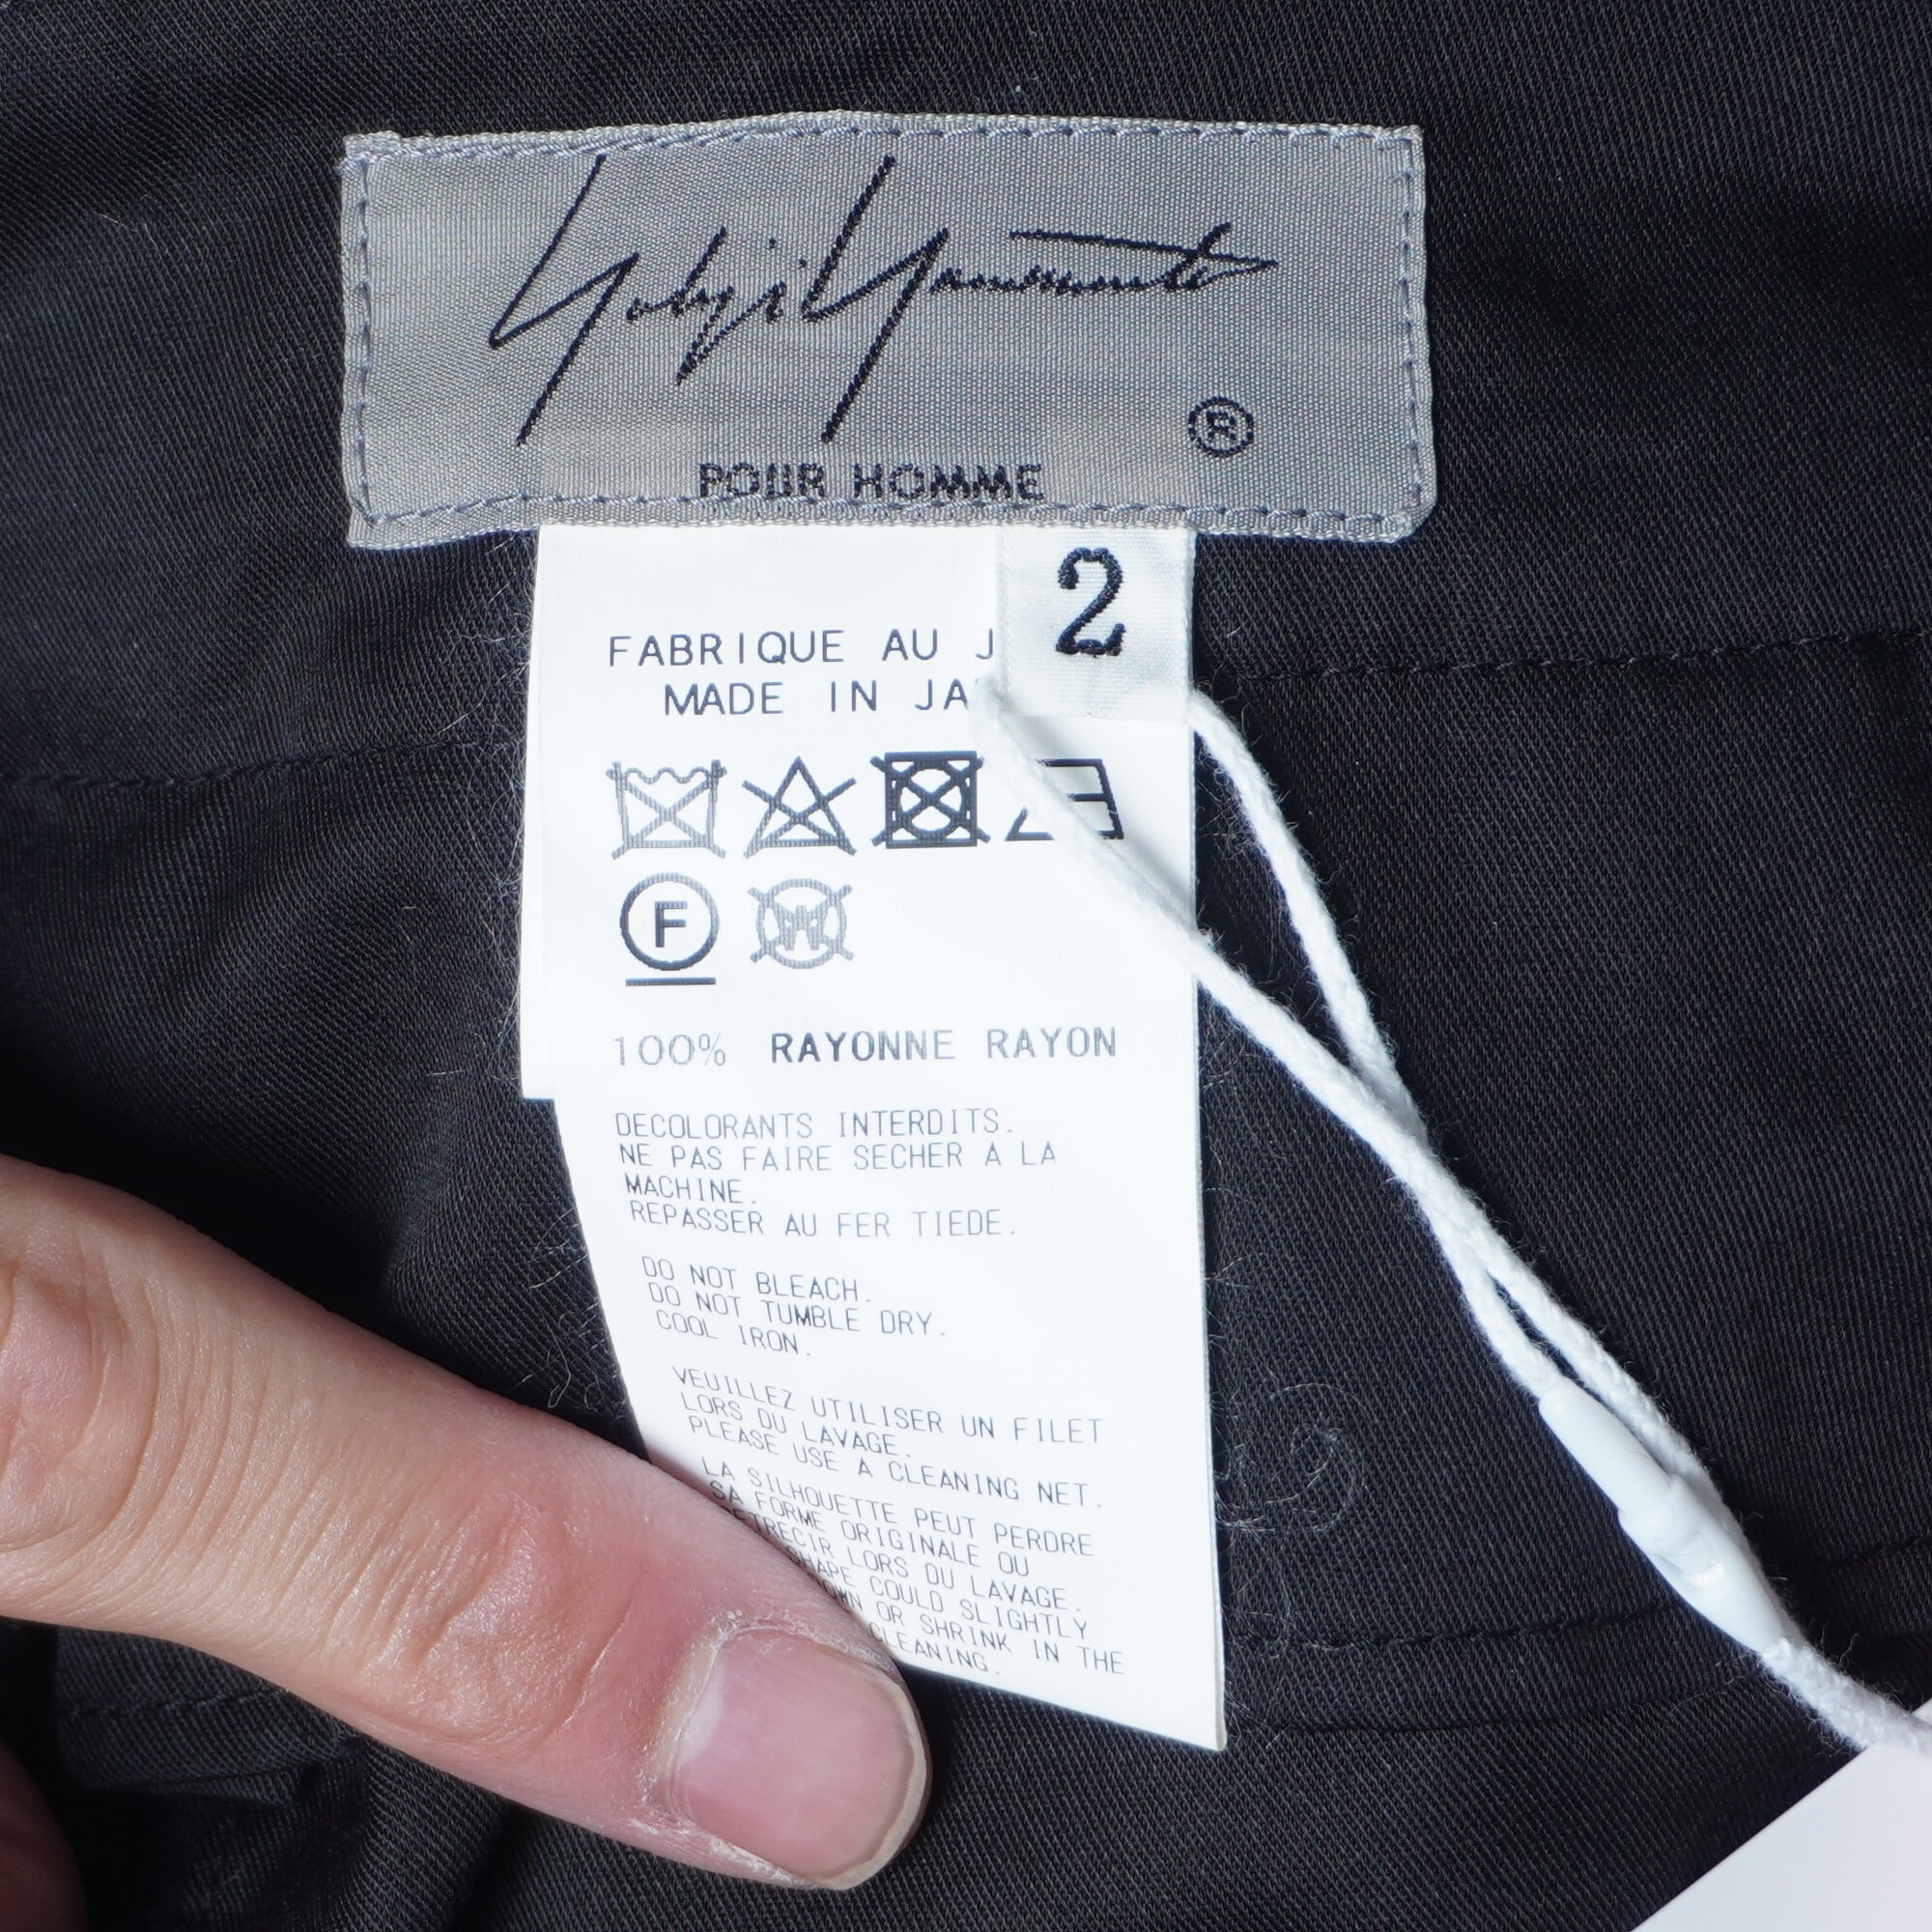 Yohji Yamamoto
®
POUR HOMME
2
FABRIQUE AU J
MADE IN JA
F
W
100% RAYONNE RAYON
DECOLORANTS INTERDITS.
NE PAS FAIRE SECHER A LA
MACHINE.
REPASSER AU FER TIEDE.
DO NOT BLEACH.
DO NOT TUMBLE DRY.
COOL IRON.
VEUILLEZ UTILISER UN FILET
LORS DU LAVAGE.
PLEASE USE A CLEANING NET.
LA SILHOUETTE PEUT PERDRE
SA FORME ORIGINALE OU
LORS DU LAVAGE.
COULD SLIGHTLY
OR SHRINK IN THE
CLEANING.